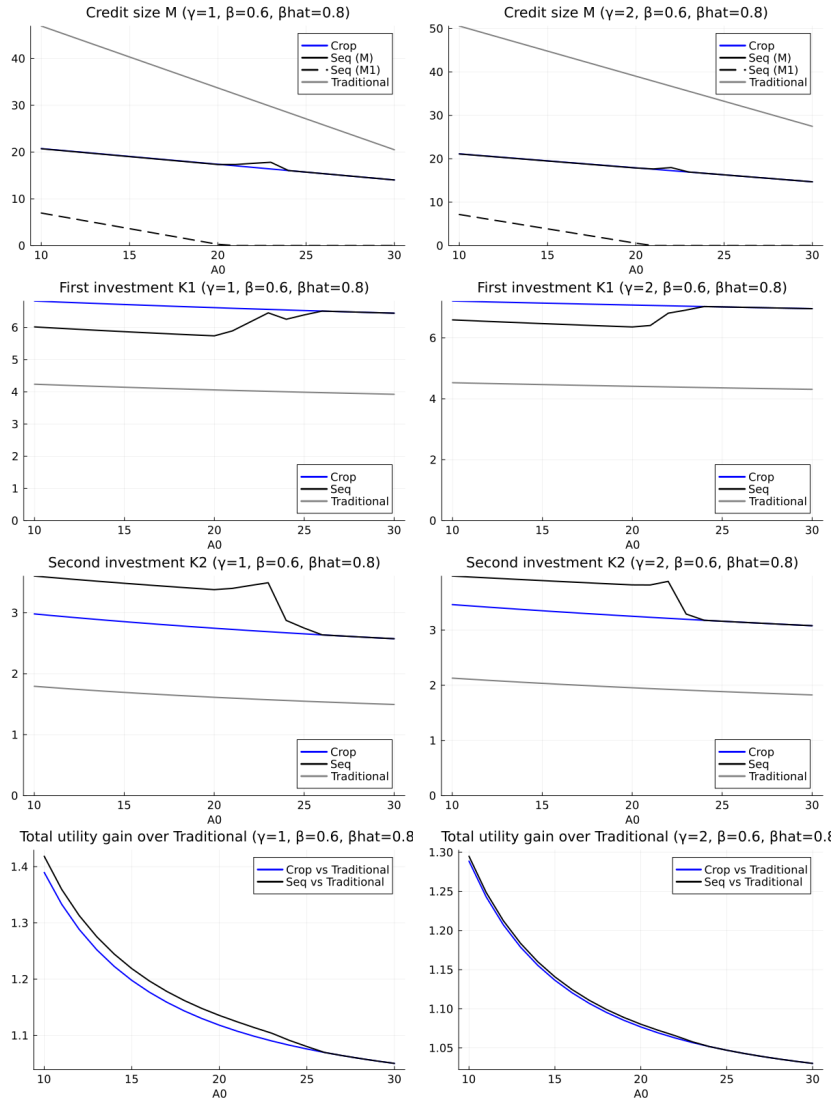 Credit size M (γ=1, β=0.6, βhat=0.8)
40
30
20
10
0
Crop
Seq (M)
Seq (M1)
Traditional
10 15 20 25 30
A0
Credit size M (γ=2, β=0.6, βhat=0.8)
50
40
30
20
10
0
Crop
Seq (M)
Seq (M1)
Traditional
10 15 20 25 30
A0
First investment K1 (γ=1, β=0.6, βhat=0.8)
6
5
4
3
2
1
0
Crop
Seq
Traditional
10 15 20 25 30
A0
First investment K1 (γ=2, β=0.6, βhat=0.8)
6
4
2
0
Crop
Seq
Traditional
10 15 20 25 30
A0
Second investment K2 (γ=1, β=0.6, βhat=0.8)
3
2
1
0
Crop
Seq
Traditional
10 15 20 25 30
A0
Second investment K2 (γ=2, β=0.6, βhat=0.8)
3
2
1
0
Crop
Seq
Traditional
10 15 20 25 30
A0
Total utility gain over Traditional (γ=1, β=0.6, βhat=0.8
1.4
1.3
1.2
1.1
Crop vs Traditional
Seq vs Traditional
10 15 20 25 30
A0
Total utility gain over Traditional (γ=2, β=0.6, βhat=0.8
1.30
1.25
1.20
1.15
1.10
1.05
Crop vs Traditional
Seq vs Traditional
10 15 20 25 30
A0